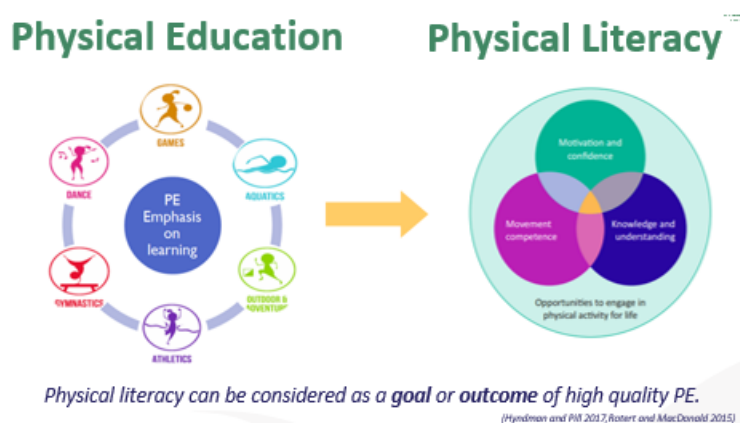 Physical Education
Physical Literacy
GAMES
DANCE
AQUATICS
PE
Emphasis
on
learning
GYMNASTICS
OUTDOOR &
ADVENTURE
ATHLETICS
Motivation and
confidence
Movement
competence
Knowledge and
understanding
Opportunities to engage in
physical activity for life
Physical literacy can be considered as a goal or outcome of high quality PE.
(Hyndman and Pill 2017, Rotert and MacDonald 2015)